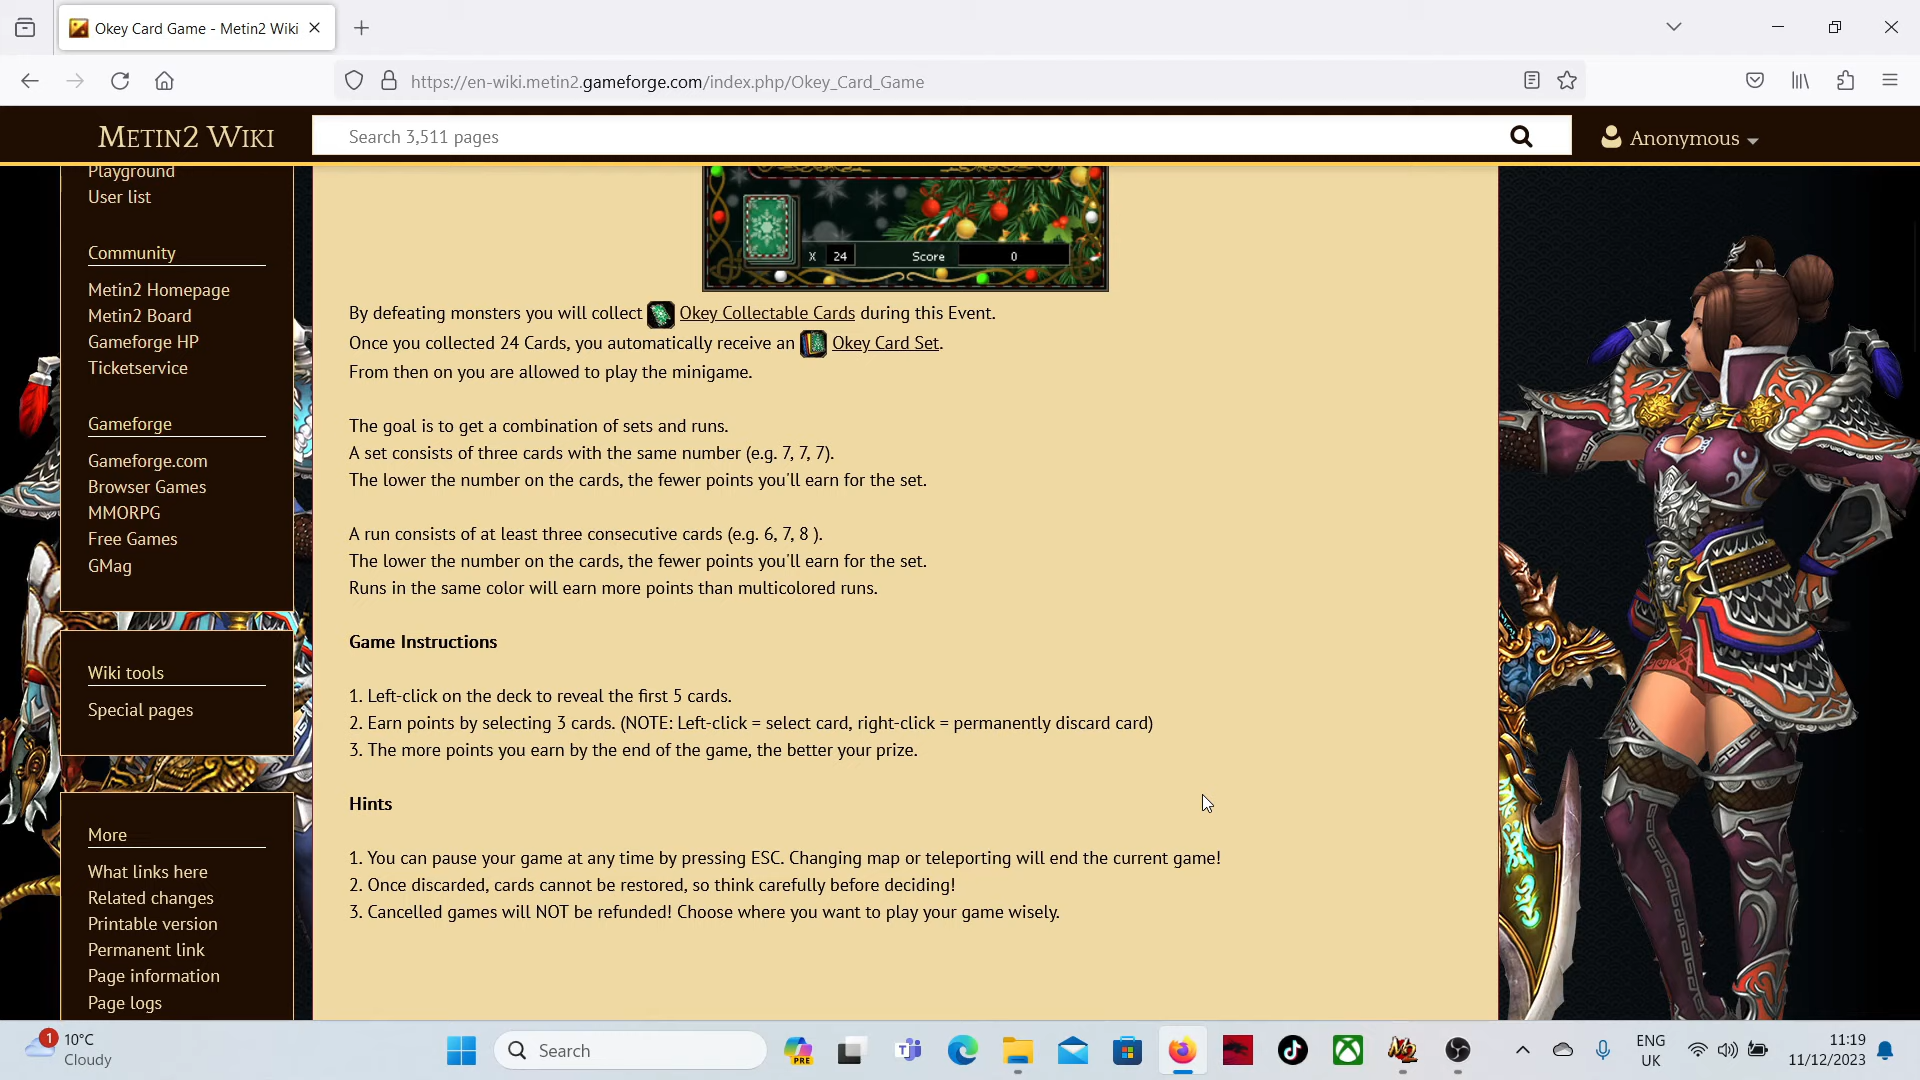 Okey Card Game - Metin2 Wiki
https://en-wiki.metin2.gameforge.com/index.php/Okey_Card_Game
Metin2 Wiki
Search 3,511 pages
Anonymous
Playground
User list
Community
Metin2 Homepage
Metin2 Board
Gameforge HP
Ticketservice
Gameforge
Gameforge.com
Browser Games
MMORPG
Free Games
GMag
Wiki tools
Special pages
More
What links here
Related changes
Printable version
Permanent link
Page information
Page logs
X 24 Score 0
By defeating monsters you will collect Okey Collectable Cards during this Event.
Once you collected 24 Cards, you automatically receive an Okey Card Set.
From then on you are allowed to play the minigame.
The goal is to get a combination of sets and runs.
A set consists of three cards with the same number (e.g. 7, 7, 7).
The lower the number on the cards, the fewer points you'll earn for the set.
A run consists of at least three consecutive cards (e.g. 6, 7, 8 ).
The lower the number on the cards, the fewer points you'll earn for the set.
Runs in the same color will earn more points than multicolored runs.
Game Instructions
1. Left-click on the deck to reveal the first 5 cards.
2. Earn points by selecting 3 cards. (NOTE: Left-click = select card, right-click = permanently discard card)
3. The more points you earn by the end of the game, the better your prize.
Hints
1. You can pause your game at any time by pressing ESC. Changing map or teleporting will end the current game!
2. Once discarded, cards cannot be restored, so think carefully before deciding!
3. Cancelled games will NOT be refunded! Choose where you want to play your game wisely.
1
10°C
Cloudy
Search
PRE
ENG
UK
11:19
11/12/2023